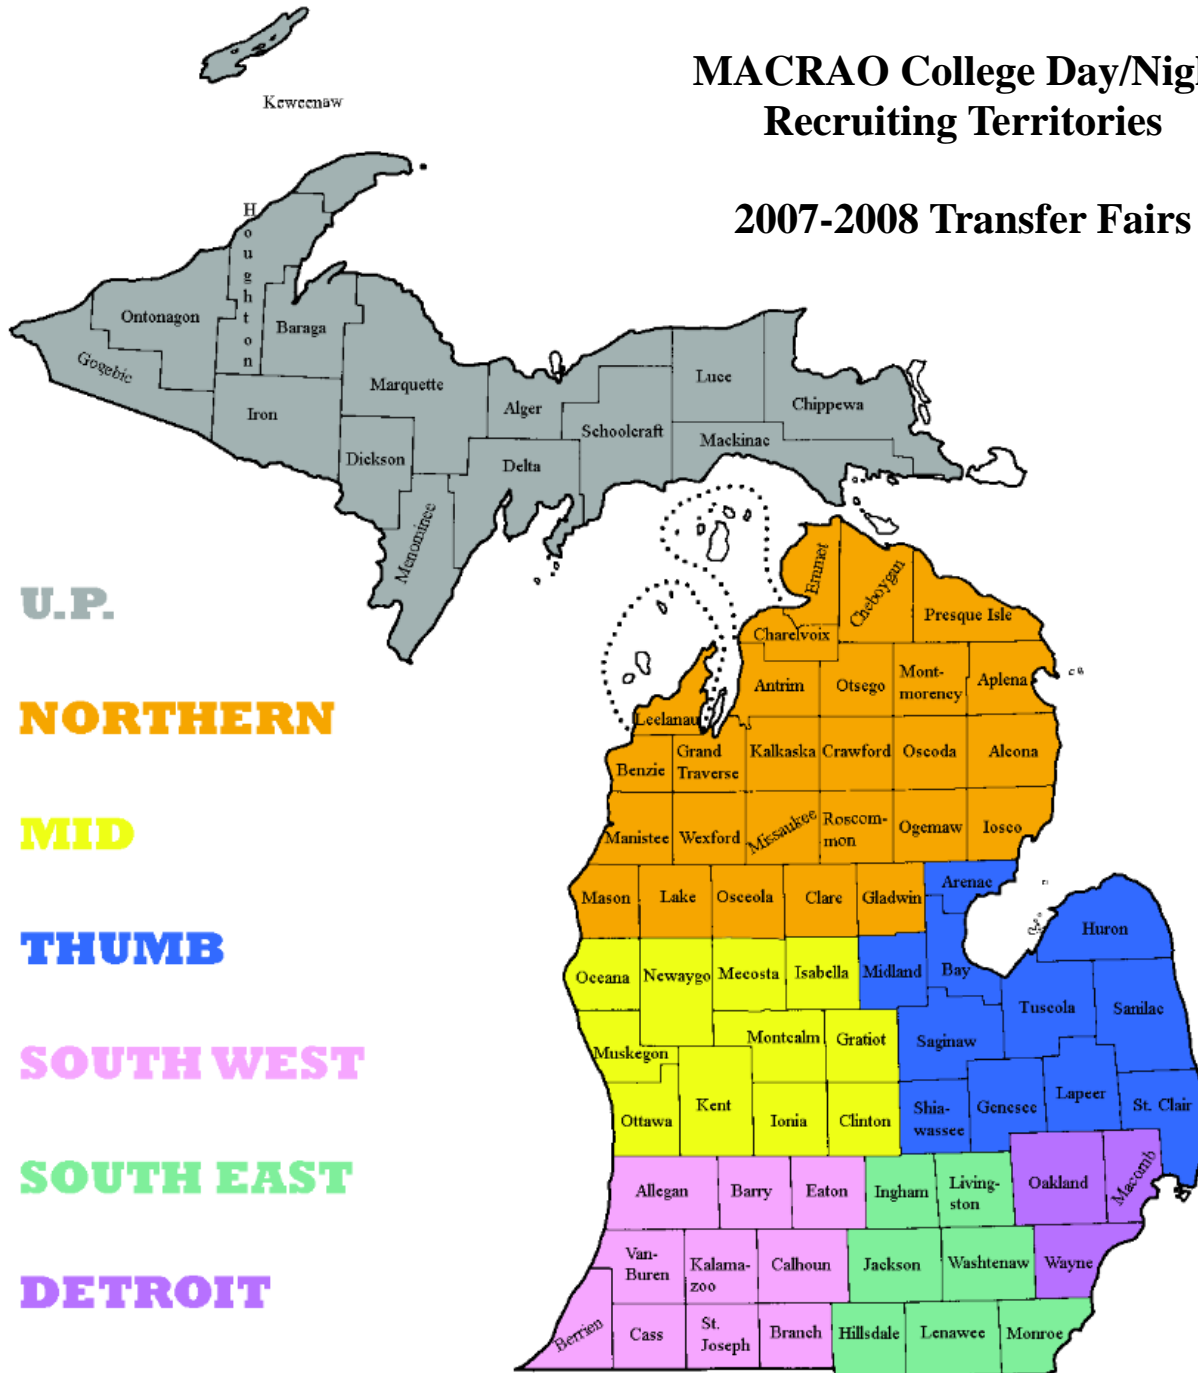 MACRAO College Day/Nigh
Recruiting Territories
2007-2008 Transfer Fairs
Keweenaw
Houghton
Ontonagon
Baraga
Gogebic
Iron
Marquette
Dickson
Menominee
Alger
Delta
Schoolcraft
Luce
Chippewa
Mackinac
U.P.
NORTHERN
MID
THUMB
SOUTH WEST
SOUTH EAST
DETROIT
Emmet
Cheboygan
Presque Isle
Charelvoix
Antrim
Otsego
Mont-
morency
Aplena
Leelanau
Benzie
Grand
Traverse
Kalkaska
Crawford
Oscoda
Alcona
Manistee
Wexford
Missaukee
Roscom-
mon
Ogemaw
Iosco
Mason
Lake
Osceola
Clare
Gladwin
Arenac
Huron
Oceana
Newaygo
Mecosta
Isabella
Midland
Bay
Tuscola
Sanilac
Muskegon
Montcalm
Gratiot
Saginaw
Ottawa
Kent
Ionia
Clinton
Shia-
wassee
Genesee
Lapeer
St. Clair
Allegan
Barry
Eaton
Ingham
Living-
ston
Oakland
Macomb
Van-
Buren
Kalama-
zoo
Calhoun
Jackson
Washtenaw
Wayne
Berrien
Cass
St.
Joseph
Branch
Hillsdale
Lenawee
Monroe